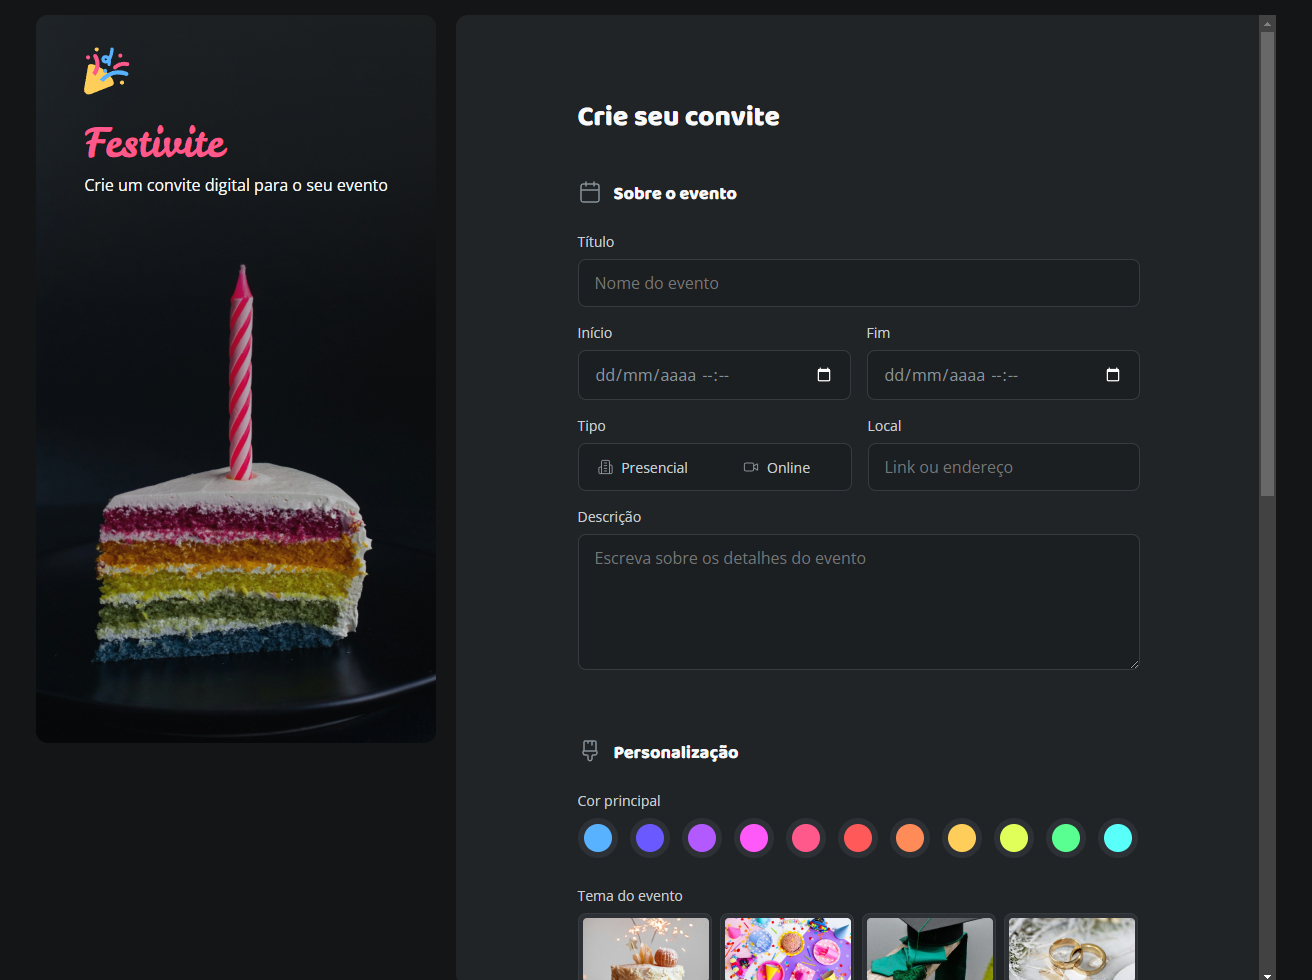 Festivite
Crie um convite digital para o seu evento
Crie seu convite
Sobre o evento
Título
Nome do evento
Início
Fim
dd/mm/aaaa --:--
dd/mm/aaaa --:--
Tipo
Local
Presencial
Online
Link ou endereço
Descrição
Escreva sobre os detalhes do evento
Personalização
Cor principal
Tema do evento